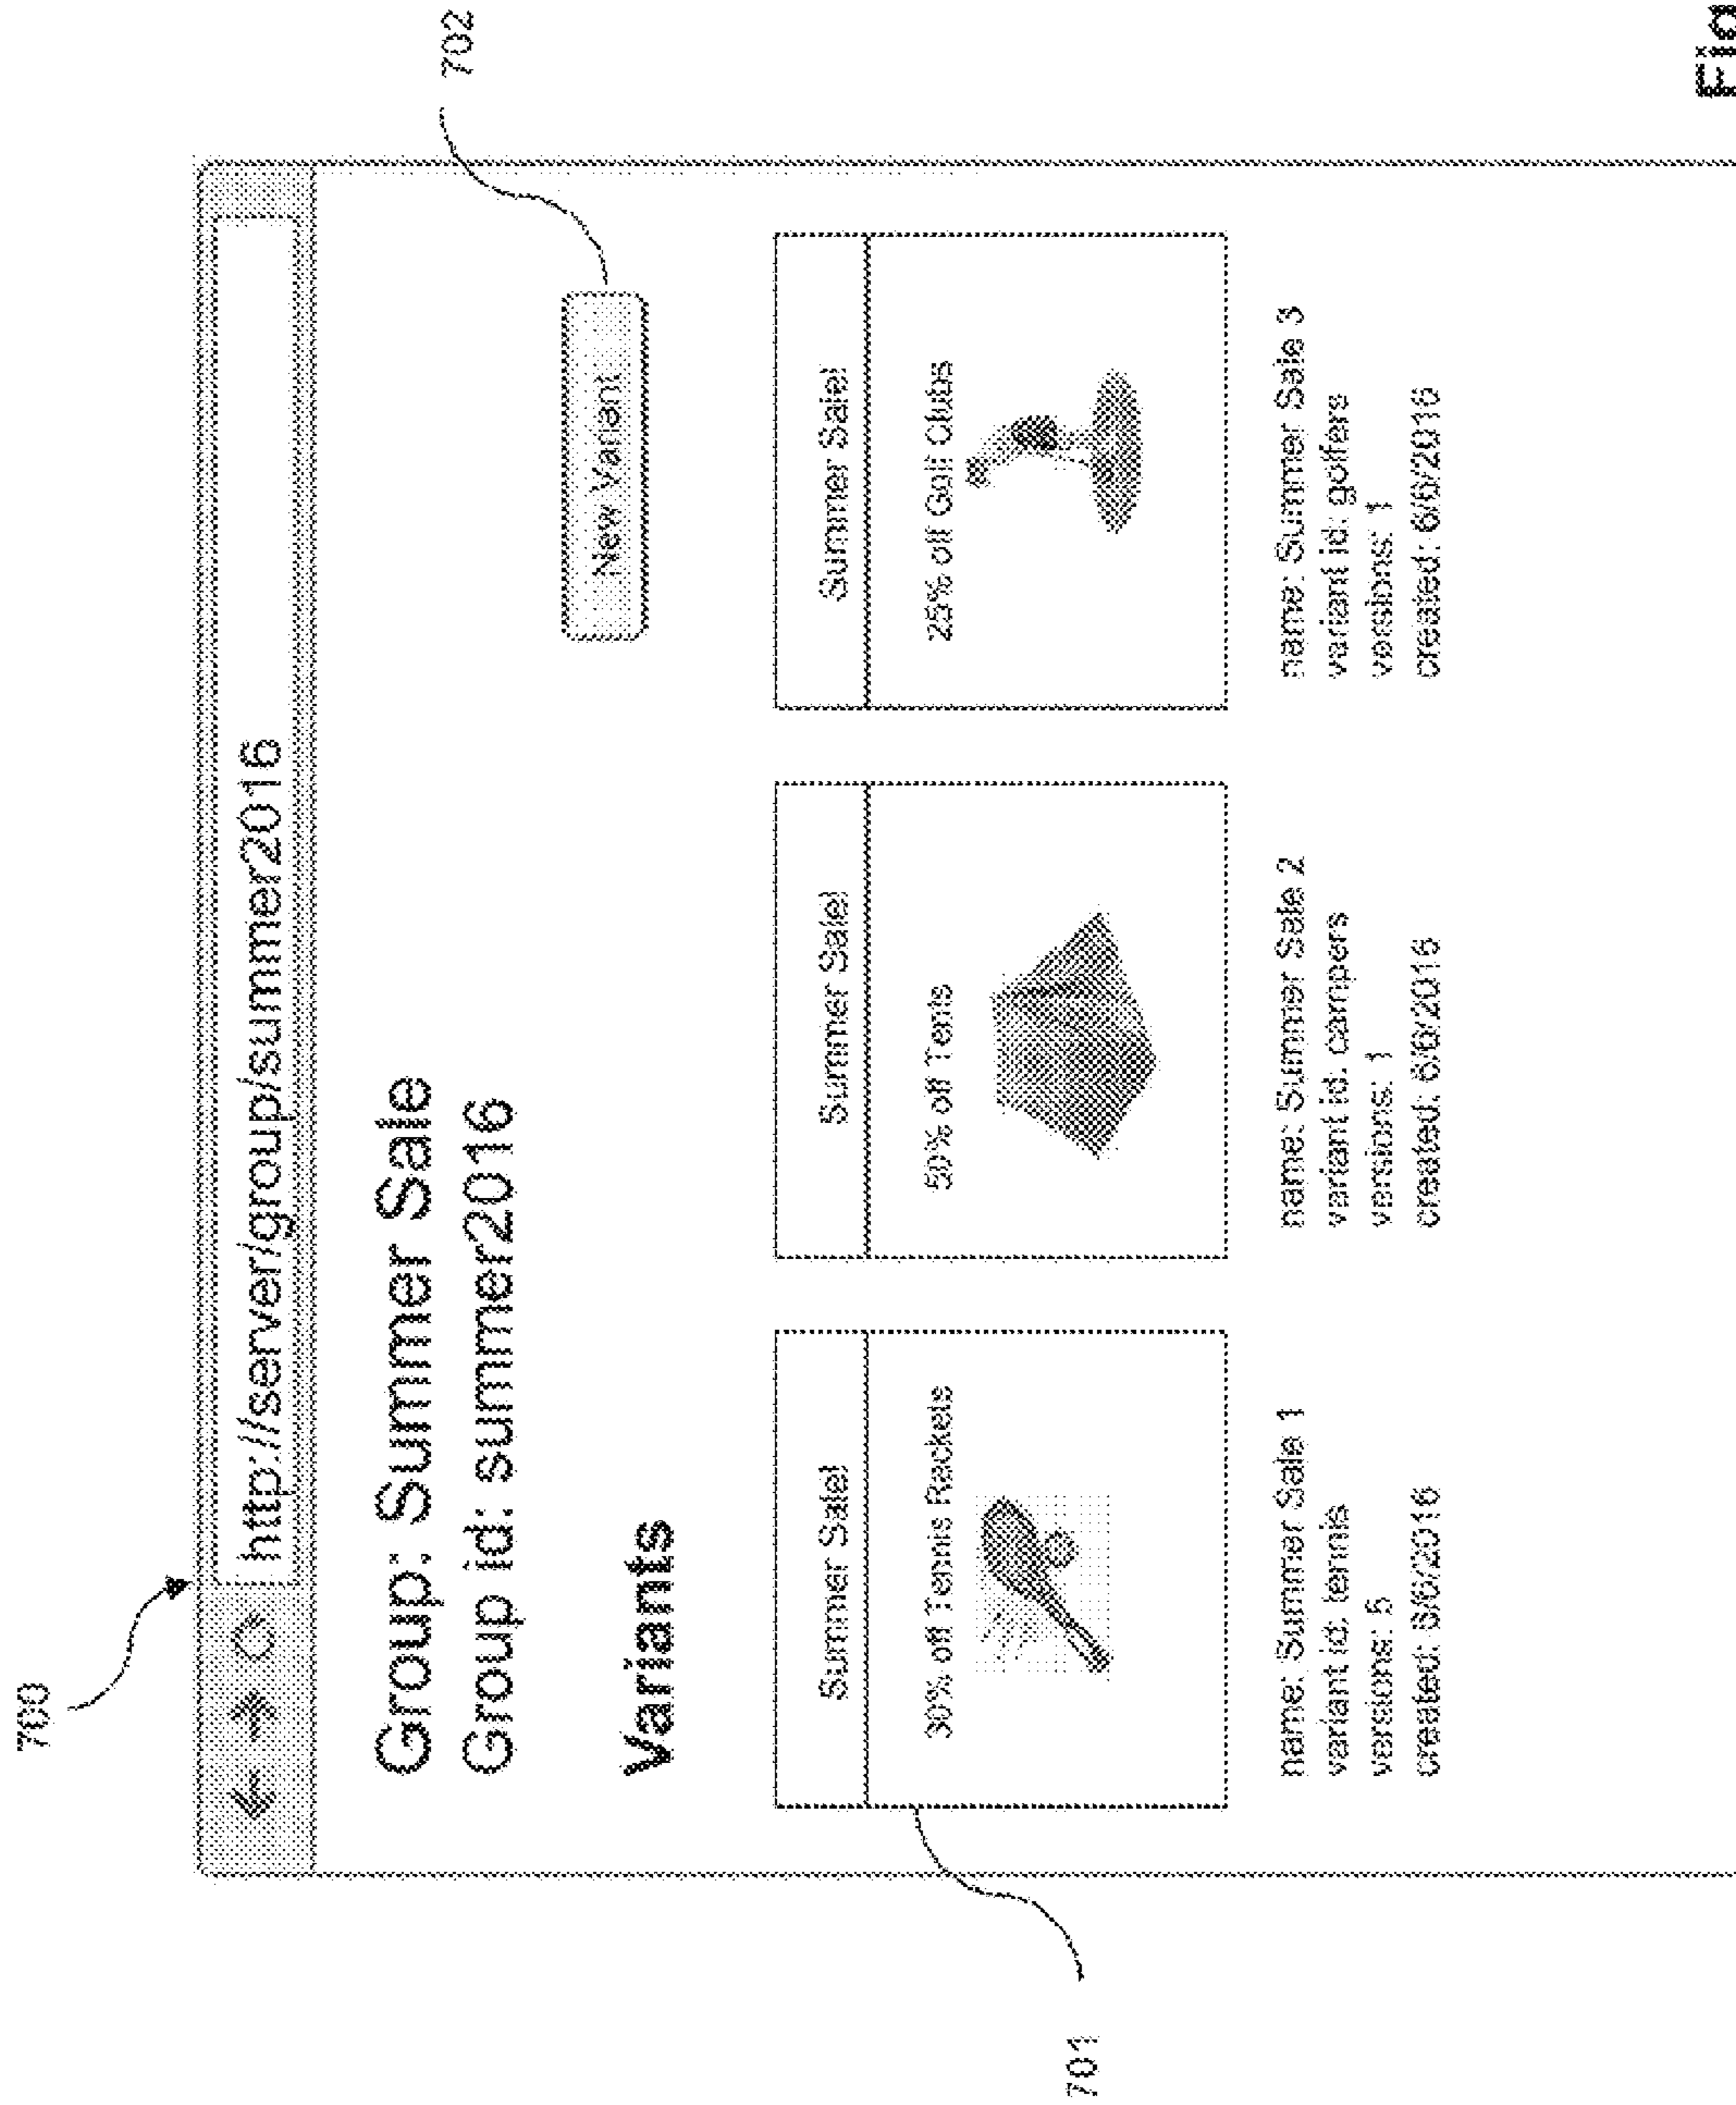 700
http://server/group/summer2016
Group: Summer Sale
Group id: summer2016
702
Variants
New Variant
Summer Sale!
30% off Tennis Rackets
name: Summer Sale 1
variant id: tennis
versions: 5
created: 6/6/2016
Summer Sale!
50% off Tents
name: Summer Sale 2
variant id: campers
versions: 1
created: 6/6/2016
Summer Sale!
25% off Golf Clubs
name: Summer Sale 3
variant id: golfers
versions: 1
created: 6/6/2016
701
Fig